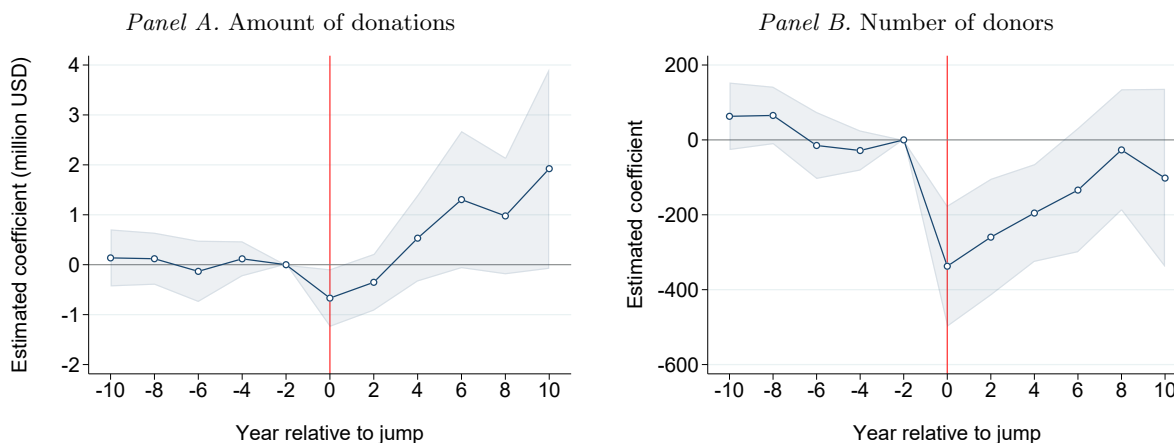 Panel A. Amount of donations
Estimated coefficient (million USD)
4
3
2
1
0
-1
-2
-10 -8 -6 -4 -2 0 2 4 6 8 10
Year relative to jump
Panel B. Number of donors
Estimated coefficient
200
0
-200
-400
-600
-10 -8 -6 -4 -2 0 2 4 6 8 10
Year relative to jump